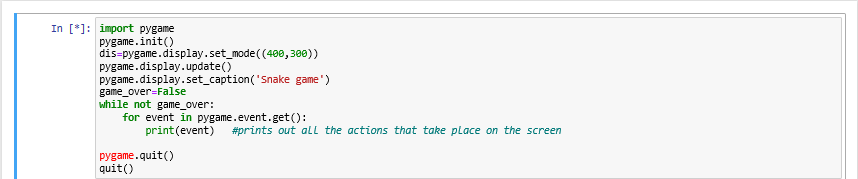 In [*]: import pygame
pygame.init()
dis=pygame.display.set_mode((400,300))
pygame.display.update()
pygame.display.set_caption('Snake game')
game_over=False
while not game_over:
    for event in pygame.event.get():
        print(event)   #prints out all the actions that take place on the screen

pygame.quit()
quit()